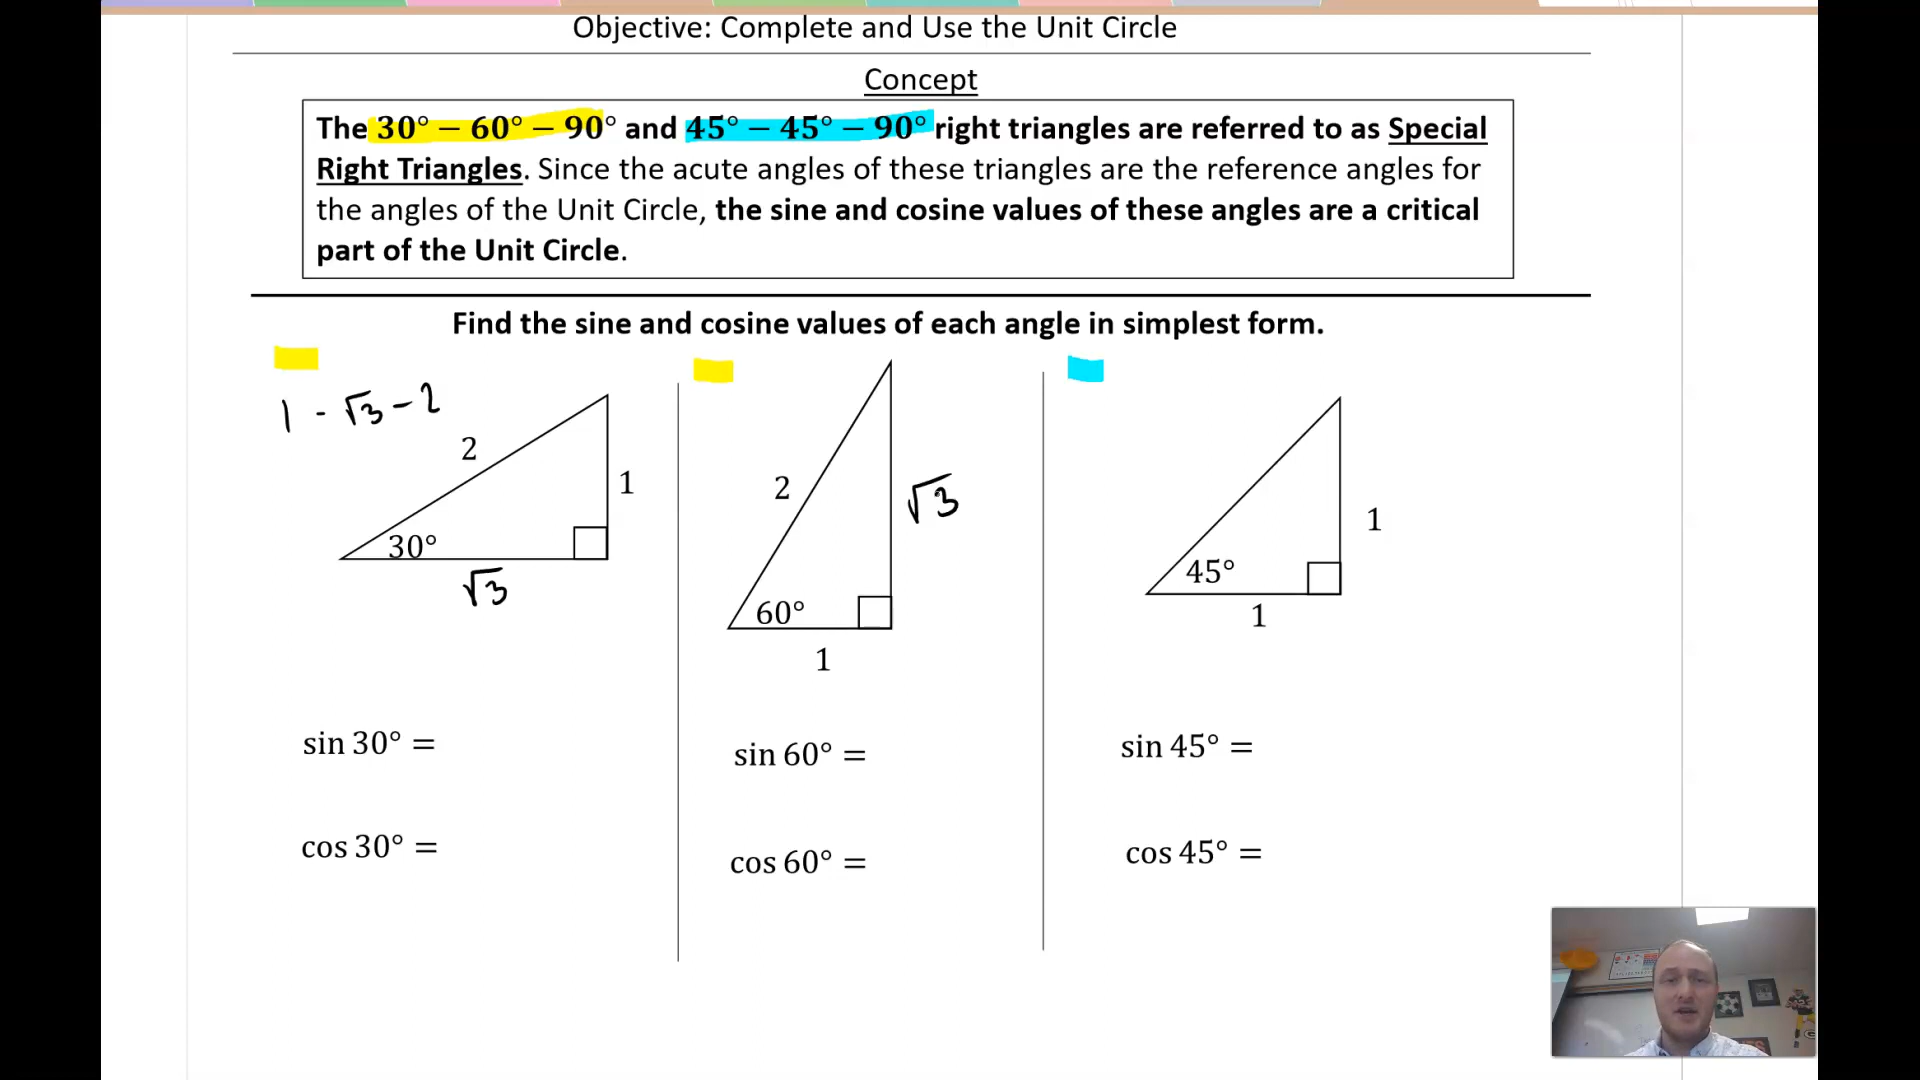 Objective: Complete and Use the Unit Circle
Concept
The 30° − 60° − 90° and 45° − 45° − 90° right triangles are referred to as Special
Right Triangles. Since the acute angles of these triangles are the reference angles for
the angles of the Unit Circle, the sine and cosine values of these angles are a critical
part of the Unit Circle.
Find the sine and cosine values of each angle in simplest form.
1 - √3 - 2
2
1
30°
√3
2
√3
60°
1
1
45°
1
sin 30° =
cos 30° =
sin 60° =
cos 60° =
sin 45° =
cos 45° =